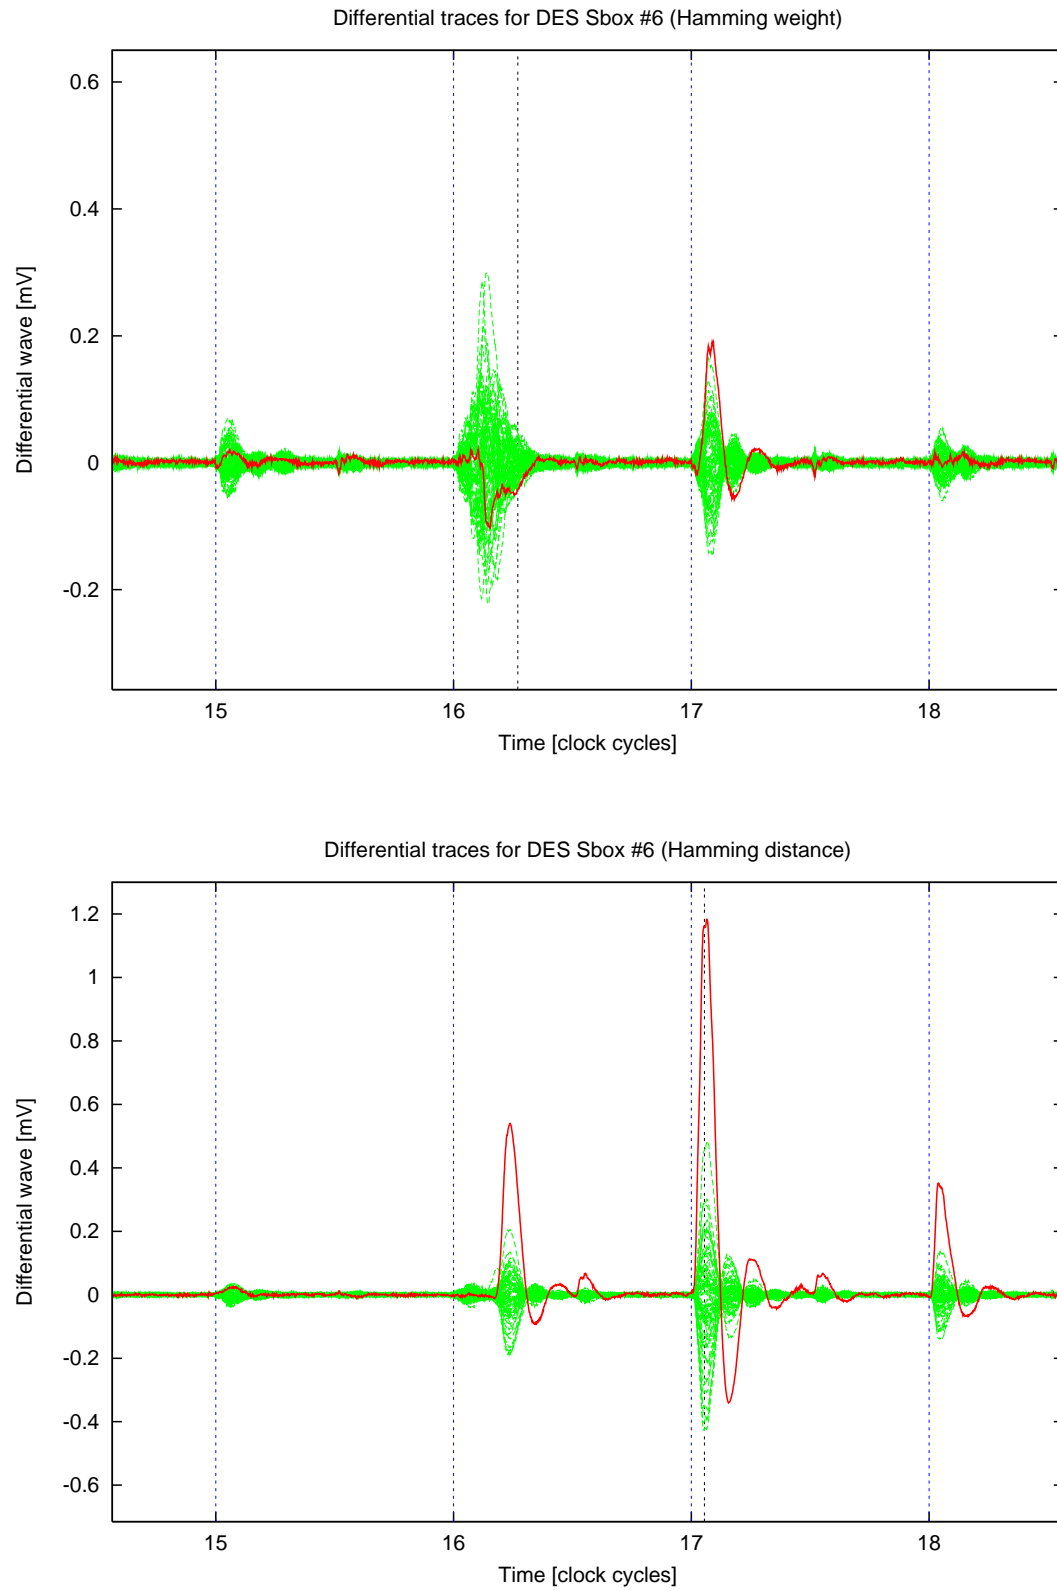 Differential traces for DES Sbox #6 (Hamming weight)
0.6
0.4
0.2
0
-0.2
Differential wave [mV]
15 16 17 18
Time [clock cycles]
Differential traces for DES Sbox #6 (Hamming distance)
1.2
1
0.8
0.6
0.4
0.2
0
-0.2
-0.4
-0.6
Differential wave [mV]
15 16 17 18
Time [clock cycles]